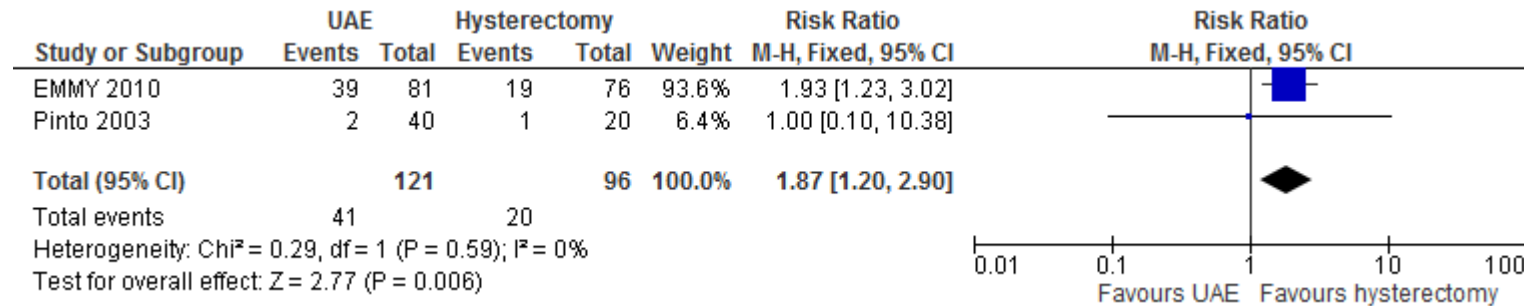 UAE Hysterectomy Risk Ratio Risk Ratio
Study or Subgroup Events Total Events Total Weight M-H, Fixed, 95% CI M-H, Fixed, 95% CI
EMMY 2010 39 81 19 76 93.6% 1.93 [1.23, 3.02]
Pinto 2003 2 40 1 20 6.4% 1.00 [0.10, 10.38]
Total (95% CI) 121 96 100.0% 1.87 [1.20, 2.90]
Total events 41 20
Heterogeneity: Chi² = 0.29, df = 1 (P = 0.59); I² = 0%
Test for overall effect: Z = 2.77 (P = 0.006)
0.01 0.1 1 10 100
Favours UAE Favours hysterectomy